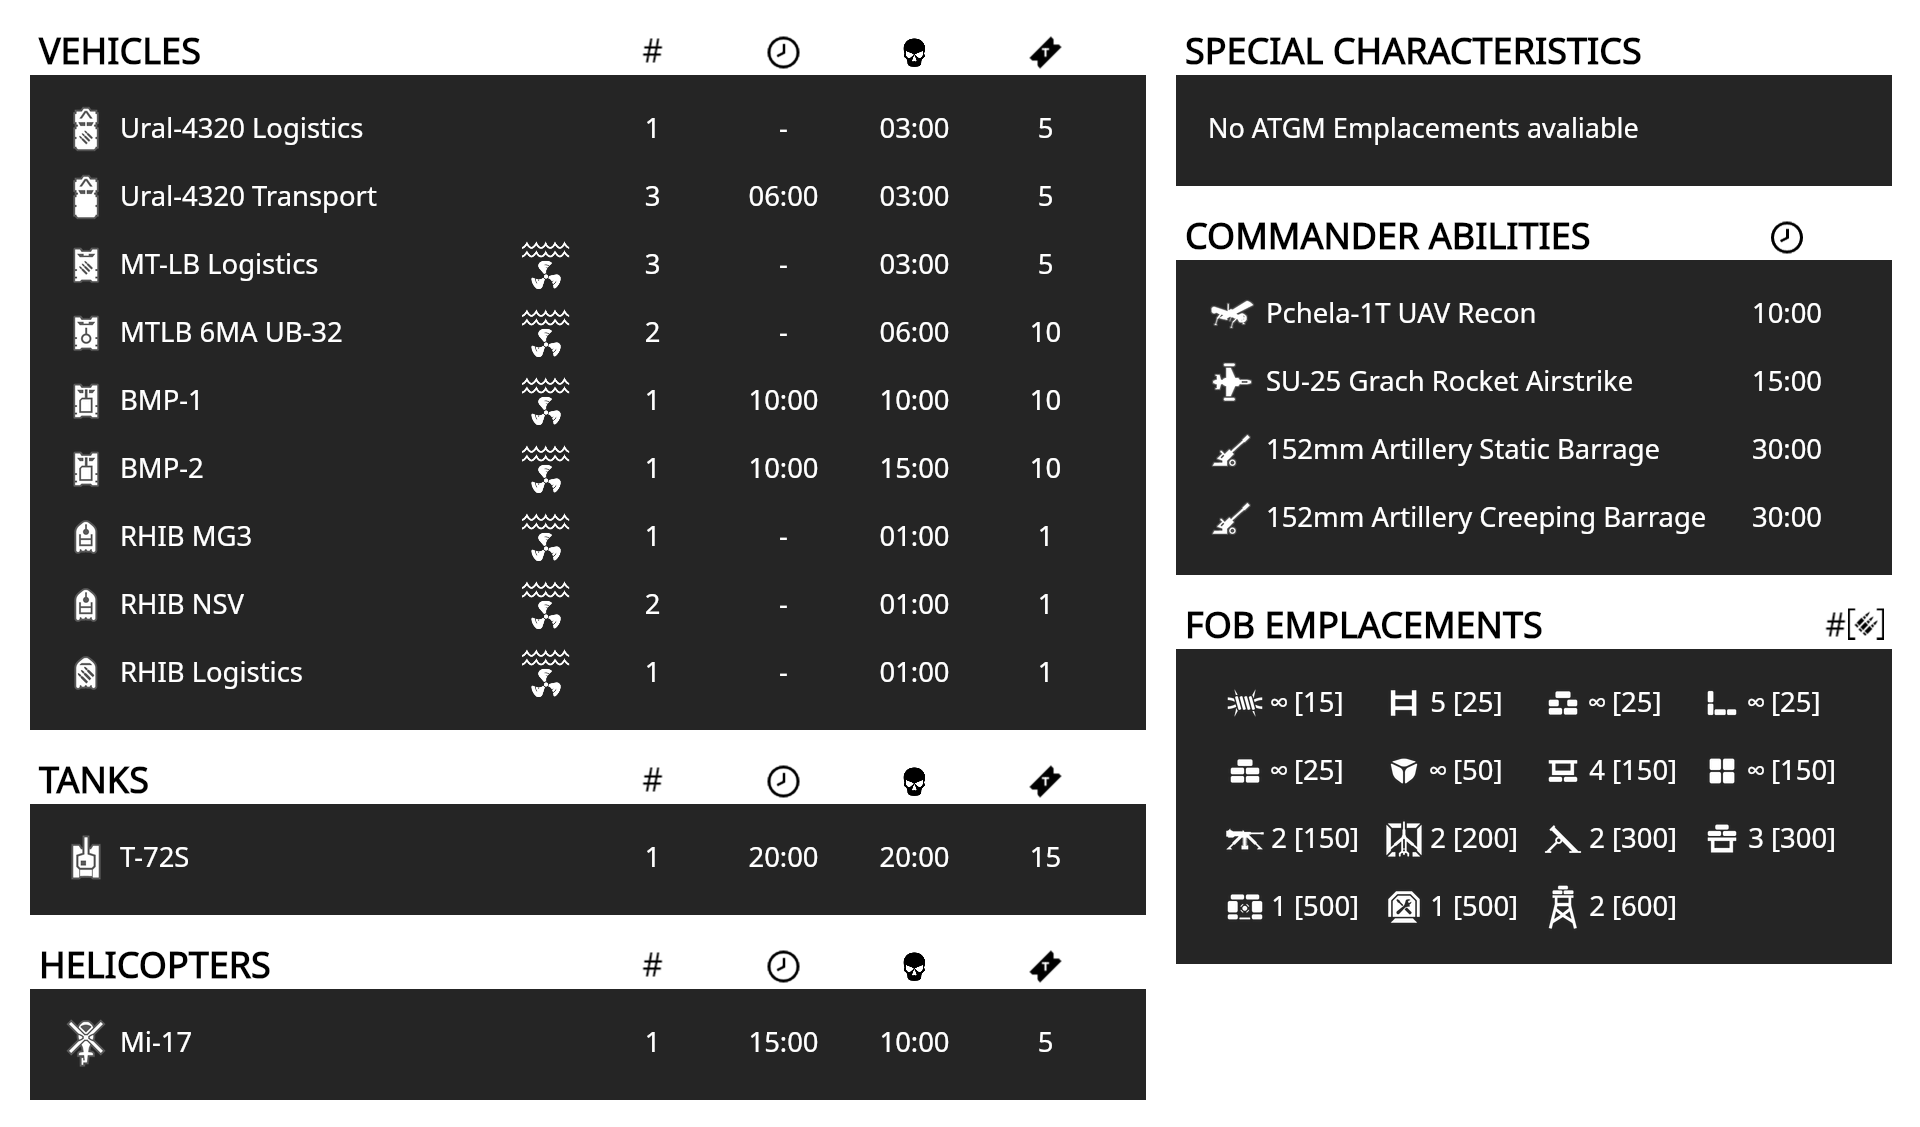 VEHICLES #
Ural-4320 Logistics 1 - 03:00 5
Ural-4320 Transport 3 06:00 03:00 5
MT-LB Logistics 3 - 03:00 5
MTLB 6MA UB-32 2 - 06:00 10
BMP-1 1 10:00 10:00 10
BMP-2 1 10:00 15:00 10
RHIB MG3 1 - 01:00 1
RHIB NSV 2 - 01:00 1
RHIB Logistics 1 - 01:00 1
TANKS #
T-72S 1 20:00 20:00 15
HELICOPTERS #
Mi-17 1 15:00 10:00 5
SPECIAL CHARACTERISTICS
No ATGM Emplacements avaliable
COMMANDER ABILITIES
Pchela-1T UAV Recon 10:00
SU-25 Grach Rocket Airstrike 15:00
152mm Artillery Static Barrage 30:00
152mm Artillery Creeping Barrage 30:00
FOB EMPLACEMENTS #[]
∞ [15] 5 [25] ∞ [25] ∞ [25]
∞ [25] ∞ [50] 4 [150] ∞ [150]
2 [150] 2 [200] 2 [300] 3 [300]
1 [500] 1 [500] 2 [600]